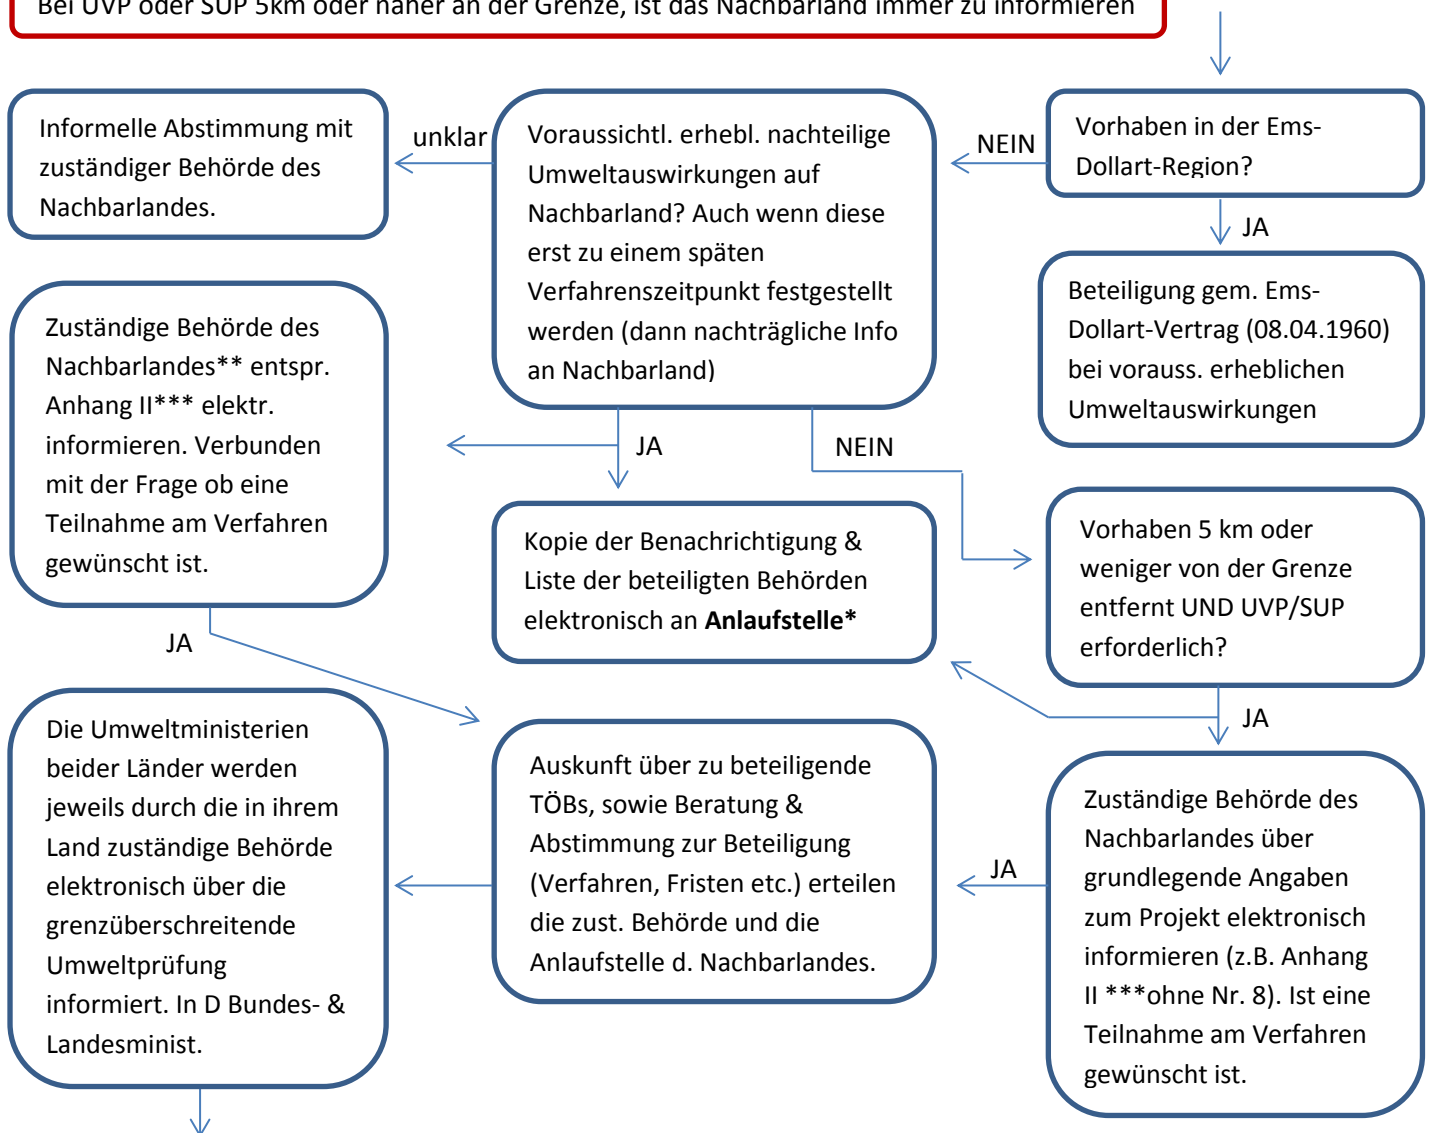 Bei UVP oder SUP 5km oder näher an der Grenze, ist das Nachbarland immer zu informieren
Vorhaben in der Ems-
Dollart-Region?
NEIN
JA
Beteiligung gem. Ems-
Dollart-Vertrag (08.04.1960)
bei vorauss. erheblichen
Umweltauswirkungen
Voraussichtl. erhebl. nachteilige
Umweltauswirkungen auf
Nachbarland? Auch wenn diese
erst zu einem späten
Verfahrenszeitpunkt festgestellt
werden (dann nachträgliche Info
an Nachbarland)
unklar
Informelle Abstimmung mit
zuständiger Behörde des
Nachbarlandes.
JA
NEIN
Zuständige Behörde des
Nachbarlandes** entspr.
Anhang II*** elektr.
informieren. Verbunden
mit der Frage ob eine
Teilnahme am Verfahren
gewünscht ist.
Kopie der Benachrichtigung &
Liste der beteiligten Behörden
elektronisch an Anlaufstelle*
Vorhaben 5 km oder
weniger von der Grenze
entfernt UND UVP/SUP
erforderlich?
JA
JA
Zuständige Behörde des
Nachbarlandes über
grundlegende Angaben
zum Projekt elektronisch
informieren (z.B. Anhang
II ***ohne Nr. 8). Ist eine
Teilnahme am Verfahren
gewünscht ist.
JA
Auskunft über zu beteiligende
TÖBs, sowie Beratung &
Abstimmung zur Beteiligung
(Verfahren, Fristen etc.) erteilen
die zust. Behörde und die
Anlaufstelle d. Nachbarlandes.
Die Umweltministerien
beider Länder werden
jeweils durch die in ihrem
Land zuständige Behörde
elektronisch über die
grenzüberschreitende
Umweltprüfung
informiert. In D Bundes- &
Landesminist.